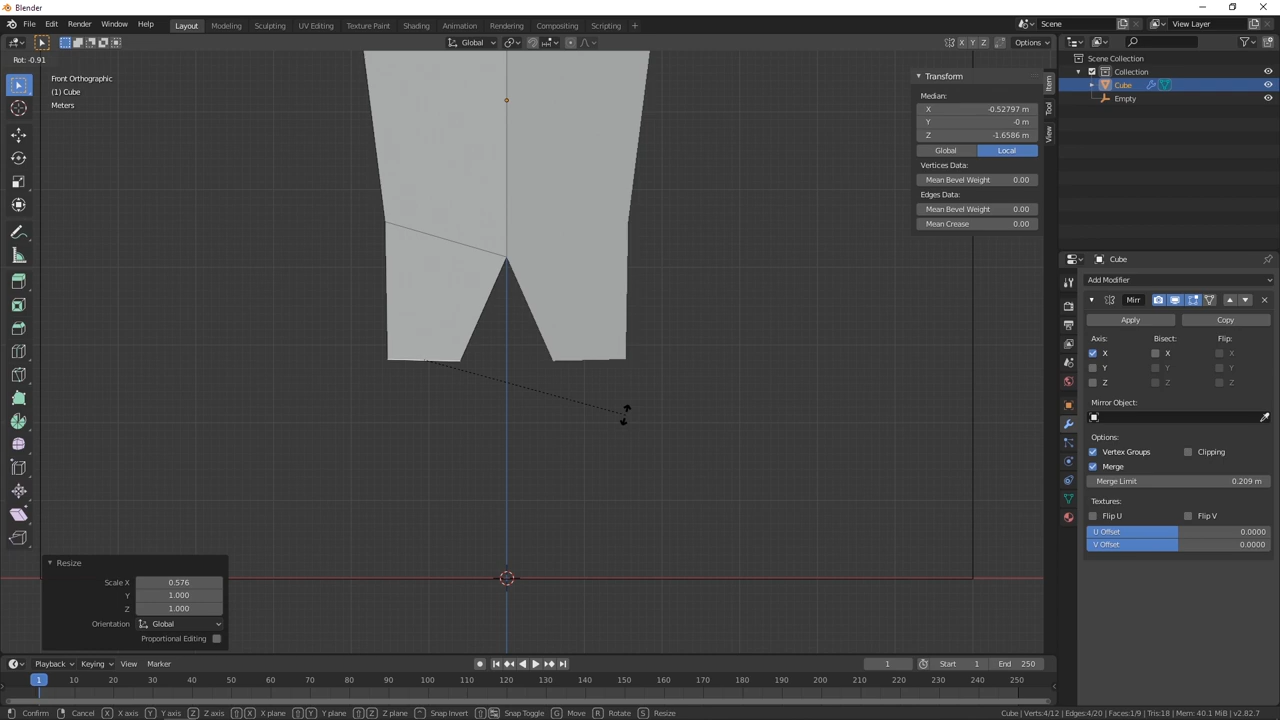 Blender
File Edit Render Window Help Layout Modeling Sculpting UV Editing Texture Paint Shading Animation Rendering Compositing Scripting Scene View Layer
Global Options
X Y Z
Rot: -0.91
Front Orthographic
(1) Cube
Meters
Transform
Median:
X -0.52797 m
Y -0 m
Z -1.6586 m
Global Local
Vertices Data:
Mean Bevel Weight 0.00
Edges Data:
Mean Bevel Weight 0.00
Mean Crease 0.00
Item
Tool
View
Scene Collection
Collection
Cube
Empty
Cube
Add Modifier
Mirr
Apply Copy
Axis: Bisect: Flip:
X X X
Y Y Y
Z Z Z
Mirror Object:
Options:
Vertex Groups Clipping
Merge
Merge Limit 0.209 m
Textures:
Flip U Flip V
U Offset 0.0000
V Offset 0.0000
Resize
Scale X 0.576
Y 1.000
Z 1.000
Orientation Global
Proportional Editing
Playback Keying View Marker 1 Start 1 End 250
1 10 20 30 40 50 60 70 80 90 100 110 120 130 140 150 160 170 180 190 200 210 220 230 240 250
Confirm Cancel X X axis Y Y axis Z Z axis X X plane Y Y plane Z Z plane Snap Invert Snap Toggle G Move R Rotate S Resize Cube | Verts:4/12 | Edges:4/20 | Faces:1/9 | Tris:18 | Mem: 40.1 MiB | v2.82.7